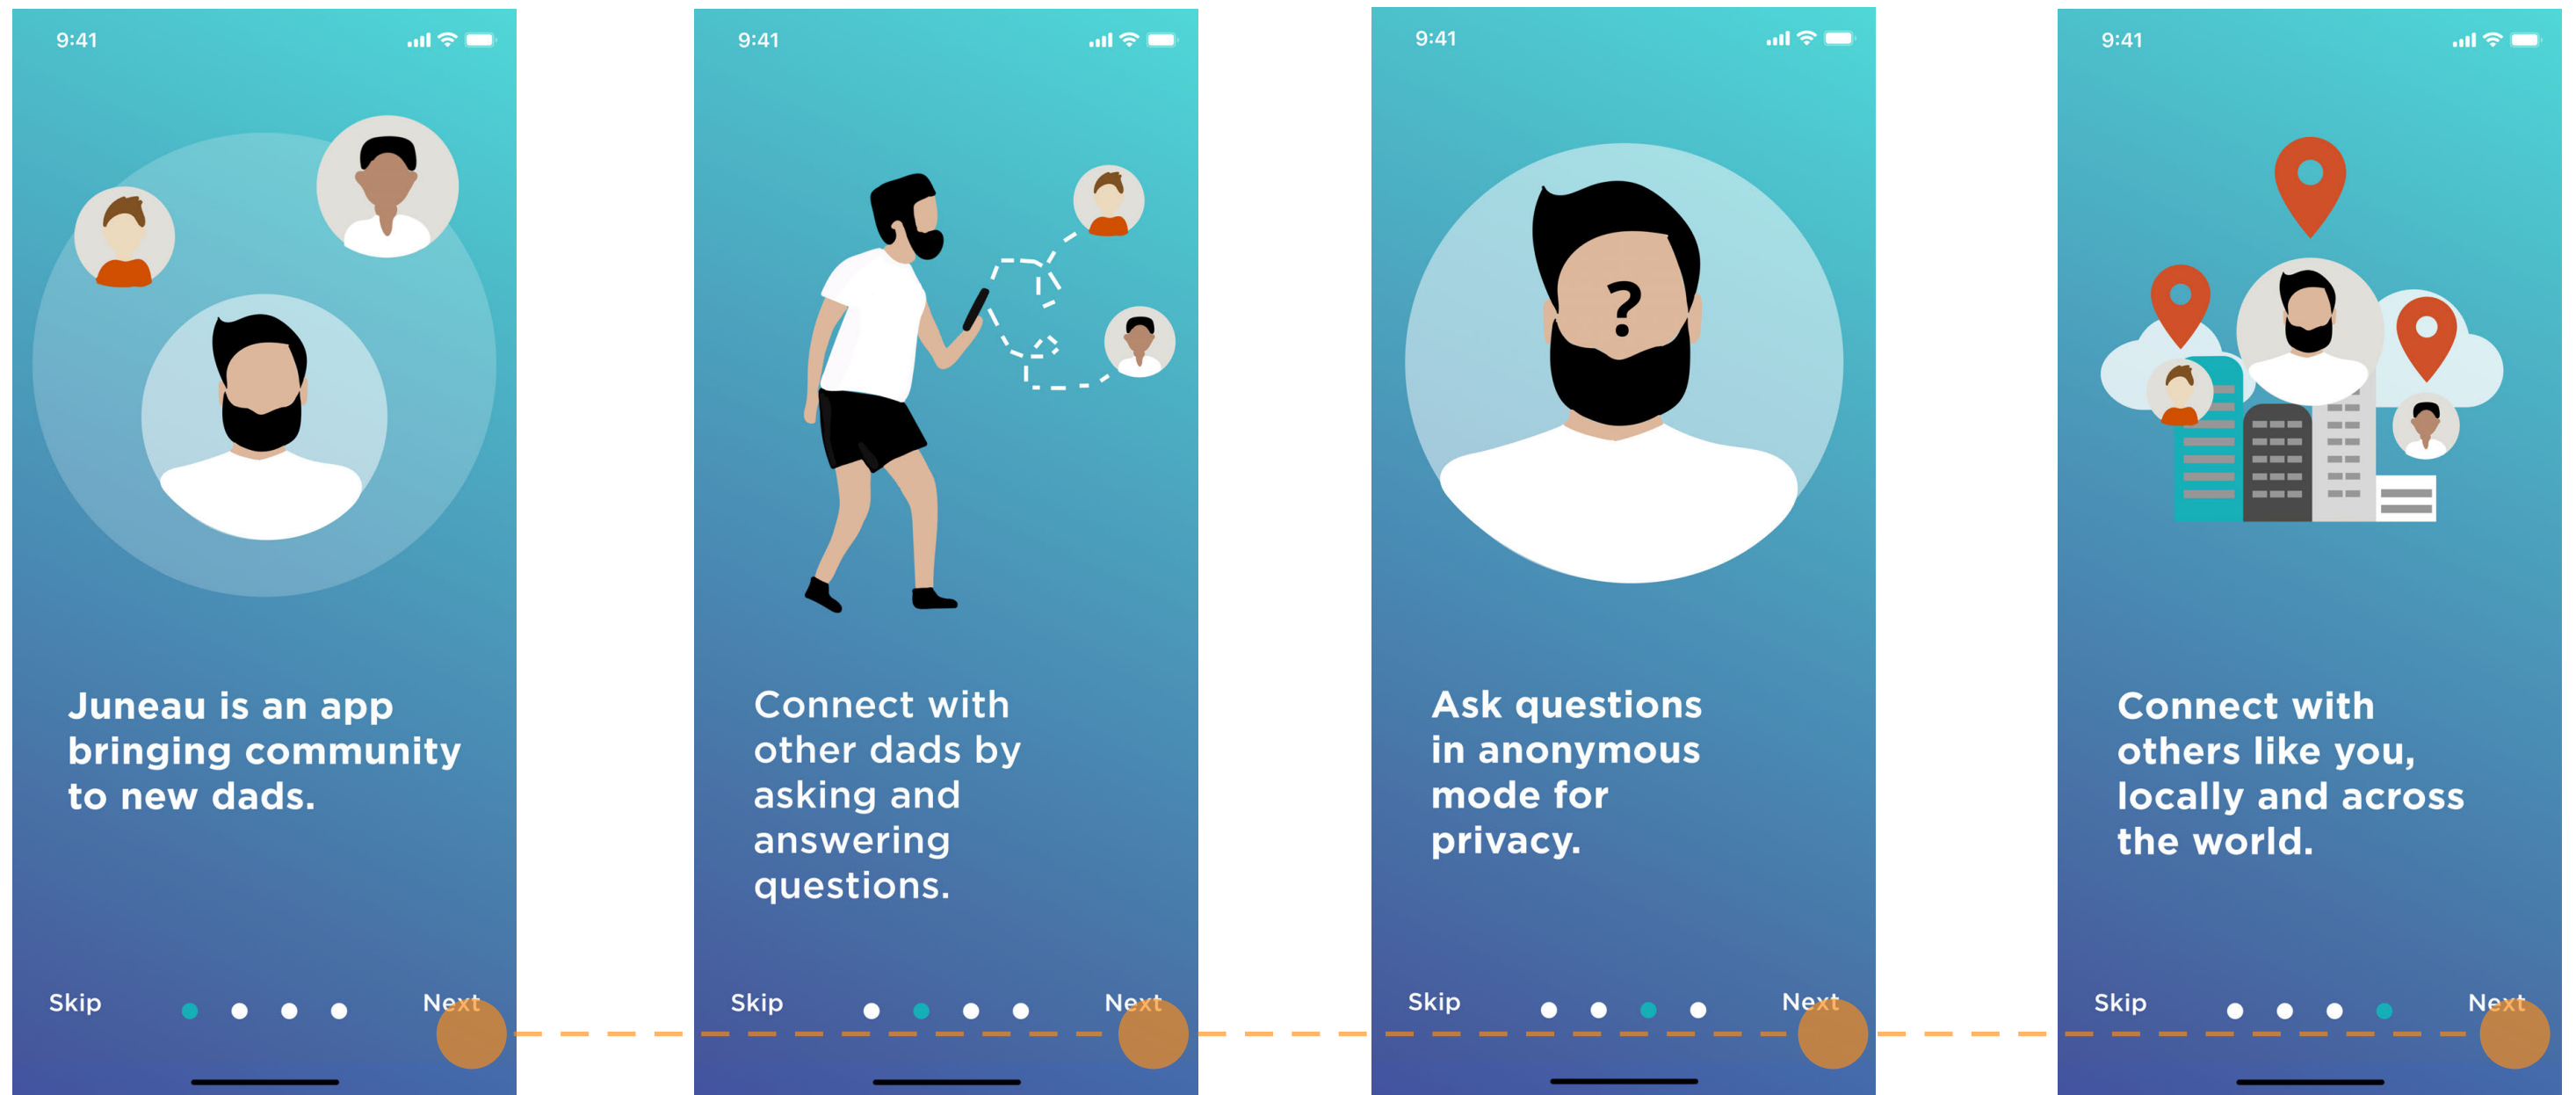 9:41
Juneau is an app
bringing community
to new dads.
Skip
Next
9:41
Connect with
other dads by
asking and
answering
questions.
Skip
Next
9:41
?
Ask questions
in anonymous
mode for
privacy.
Skip
Next
9:41
Connect with
others like you,
locally and across
the world.
Skip
Next